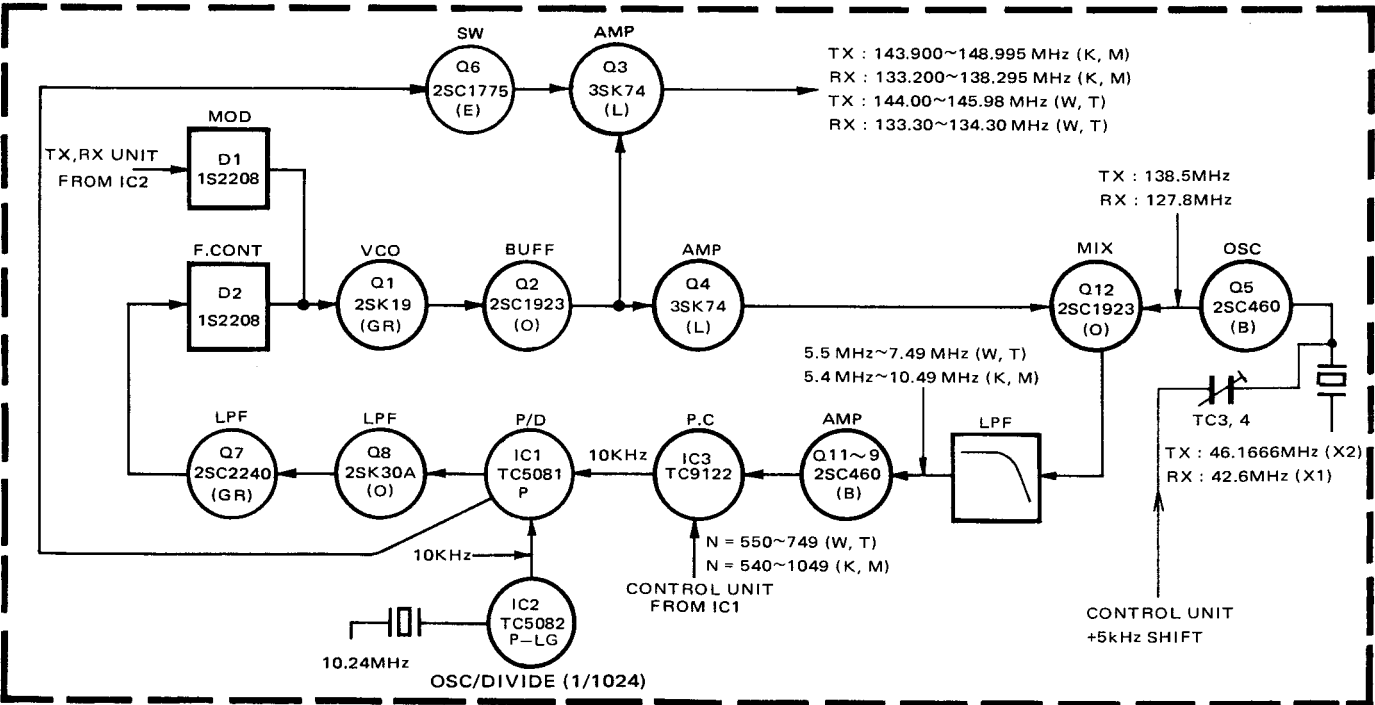 SW
Q6
2SC1775
(E)
AMP
Q3
3SK74
(L)
TX : 143.900~148.995 MHz (K, M)
RX : 133.200~138.295 MHz (K, M)
TX : 144.00~145.98 MHz (W, T)
RX : 133.30~134.30 MHz (W, T)
MOD
D1
1S2208
TX,RX UNIT
FROM IC2
TX : 138.5MHz
RX : 127.8MHz
F.CONT
D2
1S2208
VCO
Q1
2SK19
(GR)
BUFF
Q2
2SC1923
(O)
AMP
Q4
3SK74
(L)
MIX
Q12
2SC1923
(O)
OSC
Q5
2SC460
(B)
5.5 MHz~7.49 MHz (W, T)
5.4 MHz~10.49 MHz (K, M)
TC3, 4
TX : 46.1666MHz (X2)
RX : 42.6MHz (X1)
LPF
Q7
2SC2240
(GR)
LPF
Q8
2SK30A
(O)
P/D
IC1
TC5081
P
10KHz
P.C
IC3
TC9122
AMP
Q11~9
2SC460
(B)
LPF
10KHz
N = 550~749 (W, T)
N = 540~1049 (K, M)
CONTROL UNIT
FROM IC1
IC2
TC5082
P-LG
10.24MHz
OSC/DIVIDE (1/1024)
CONTROL UNIT
+5kHz SHIFT